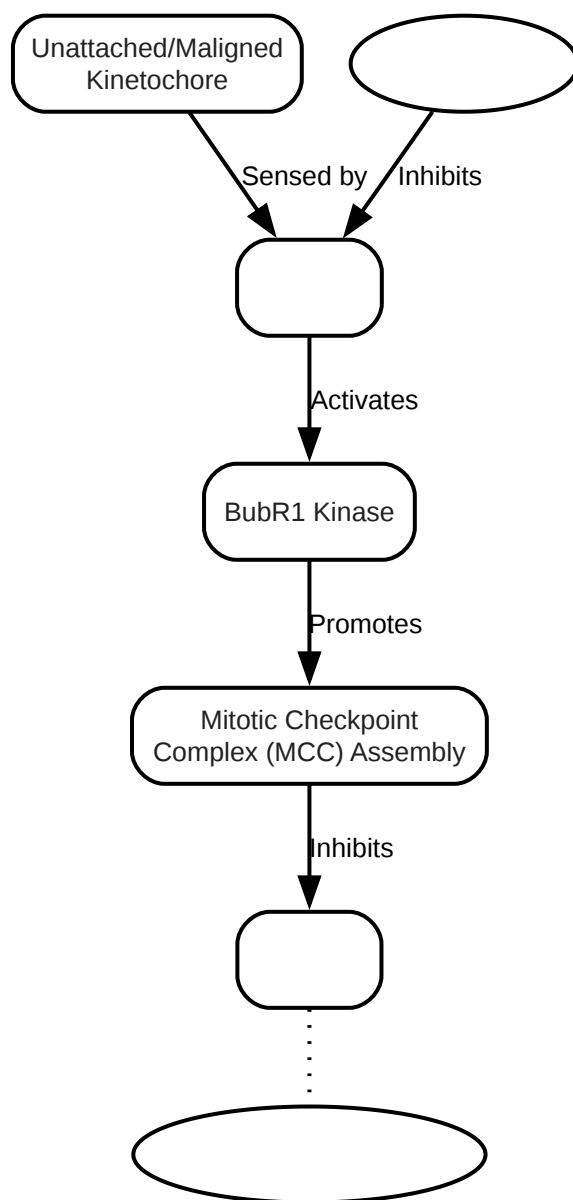 Unattached/Maligned
Kinetochore
Sensed by
Inhibits
Activates
BubR1 Kinase
Promotes
Mitotic Checkpoint
Complex (MCC) Assembly
Inhibits